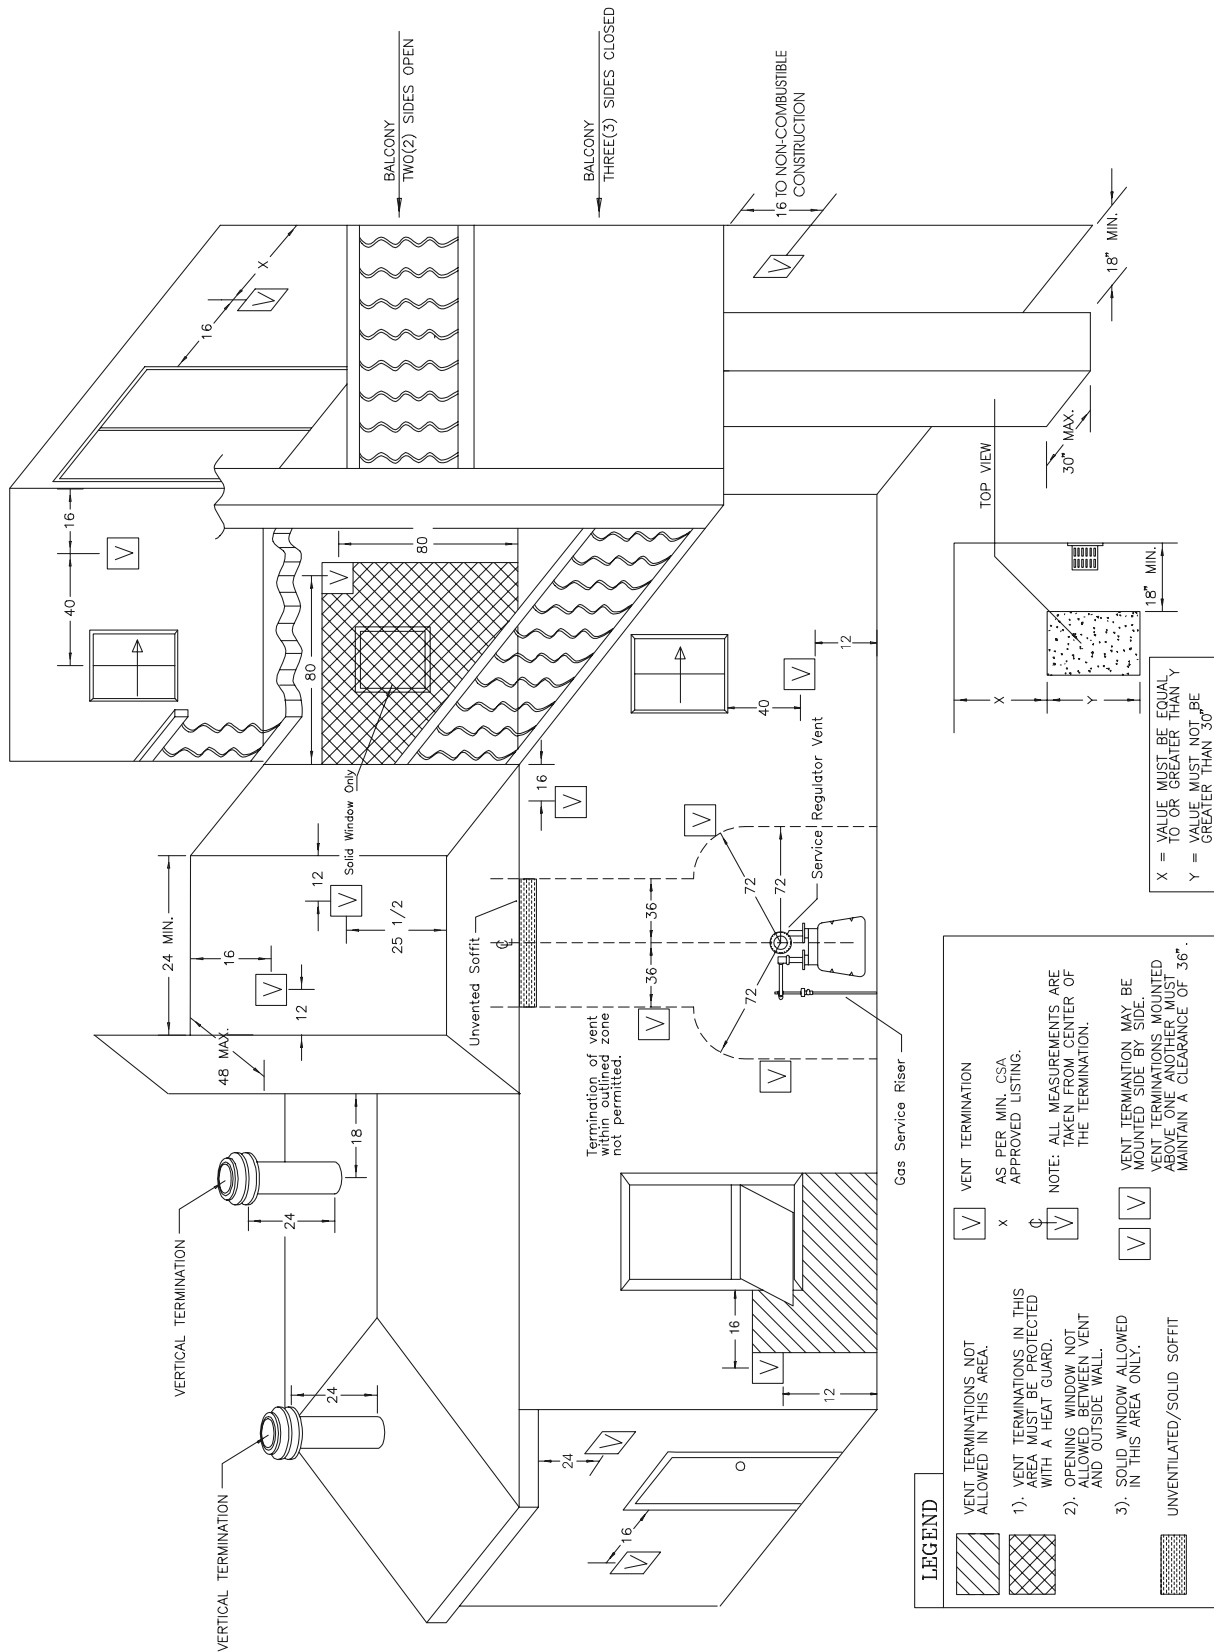 VERTICAL TERMINATION
VERTICAL TERMINATION
24
24
18
48 MAX.
24 MIN.
16
12
V
12
V
25 1/2
Solid Window Only
80
V
80
40
16
V
16
X
V
BALCONY
TWO(2) SIDES OPEN
BALCONY
THREE(3) SIDES CLOSED
16 TO NON-COMBUSTIBLE
CONSTRUCTION
V
18" MIN.
30" MAX.
24
V
16
V
16
V
12
Termination of vent
within outlined zone
not permitted.
Unvented Soffit
℄
36
36
V
V
V
72
72
72
Gas Service Riser
Service Regulator Vent
16
V
40
V
12
TOP VIEW
18" MIN.
X
Y
X = VALUE MUST BE EQUAL
TO OR GREATER THAN Y
Y = VALUE MUST NOT BE
GREATER THAN 30"
LEGEND
VENT TERMINATIONS NOT
ALLOWED IN THIS AREA.
1). VENT TERMINATIONS IN THIS
AREA MUST BE PROTECTED
WITH A HEAT GUARD.
2). OPENING WINDOW NOT
ALLOWED BETWEEN VENT
AND OUTSIDE WALL.
3). SOLID WINDOW ALLOWED
IN THIS AREA ONLY.
UNVENTILATED/SOLID SOFFIT
V VENT TERMINATION
X AS PER MIN. CSA
APPROVED LISTING.
℄
V NOTE: ALL MEASUREMENTS ARE
TAKEN FROM CENTER OF
THE TERMINATION.
V V VENT TERMIANTION MAY BE
MOUNTED SIDE BY SIDE.
VENT TERMINATIONS MOUNTED
ABOVE ONE ANOTHER MUST
MAINTAIN A CLEARANCE OF 36".